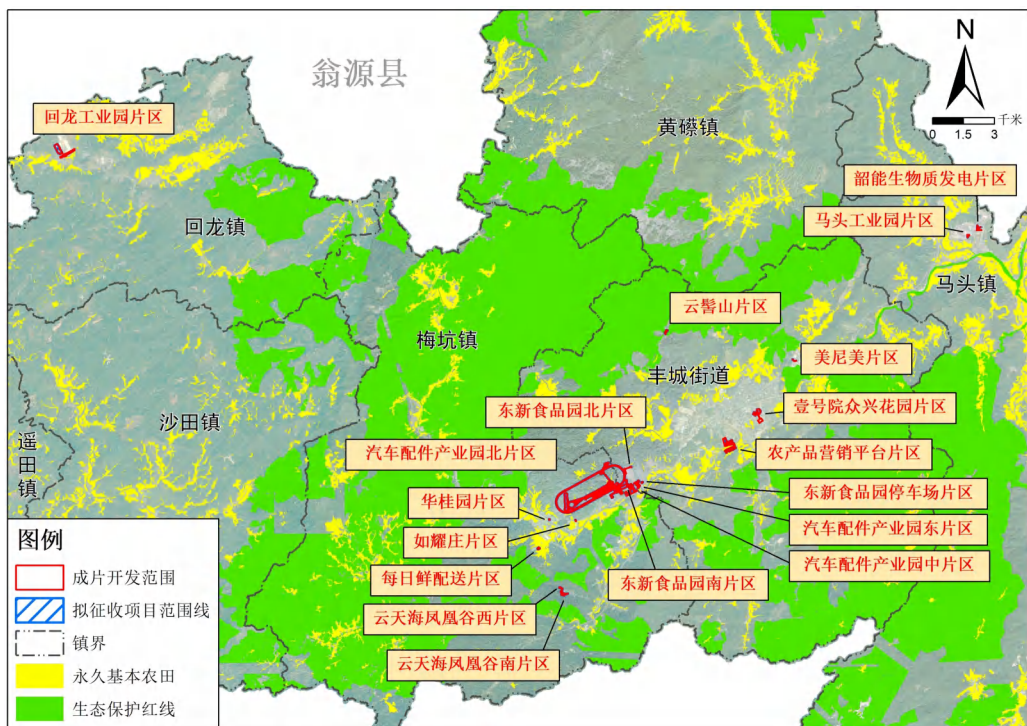 翁源县
N
千米
0 1.5 3
回龙工业园片区
黄磜镇
韶能生物质发电片区
马头工业园片区
回龙镇
马头镇
云髻山片区
梅坑镇
美尼美片区
丰城街道
东新食品园北片区
壹号院众兴花园片区
沙田镇
遥田镇
汽车配件产业园北片区
农产品营销平台片区
东新食品园停车场片区
华桂园片区
汽车配件产业园东片区
如耀庄片区
汽车配件产业园中片区
每日鲜配送片区
东新食品园南片区
云天海凤凰谷西片区
云天海凤凰谷南片区
图例
成片开发范围
拟征收项目范围线
镇界
永久基本农田
生态保护红线